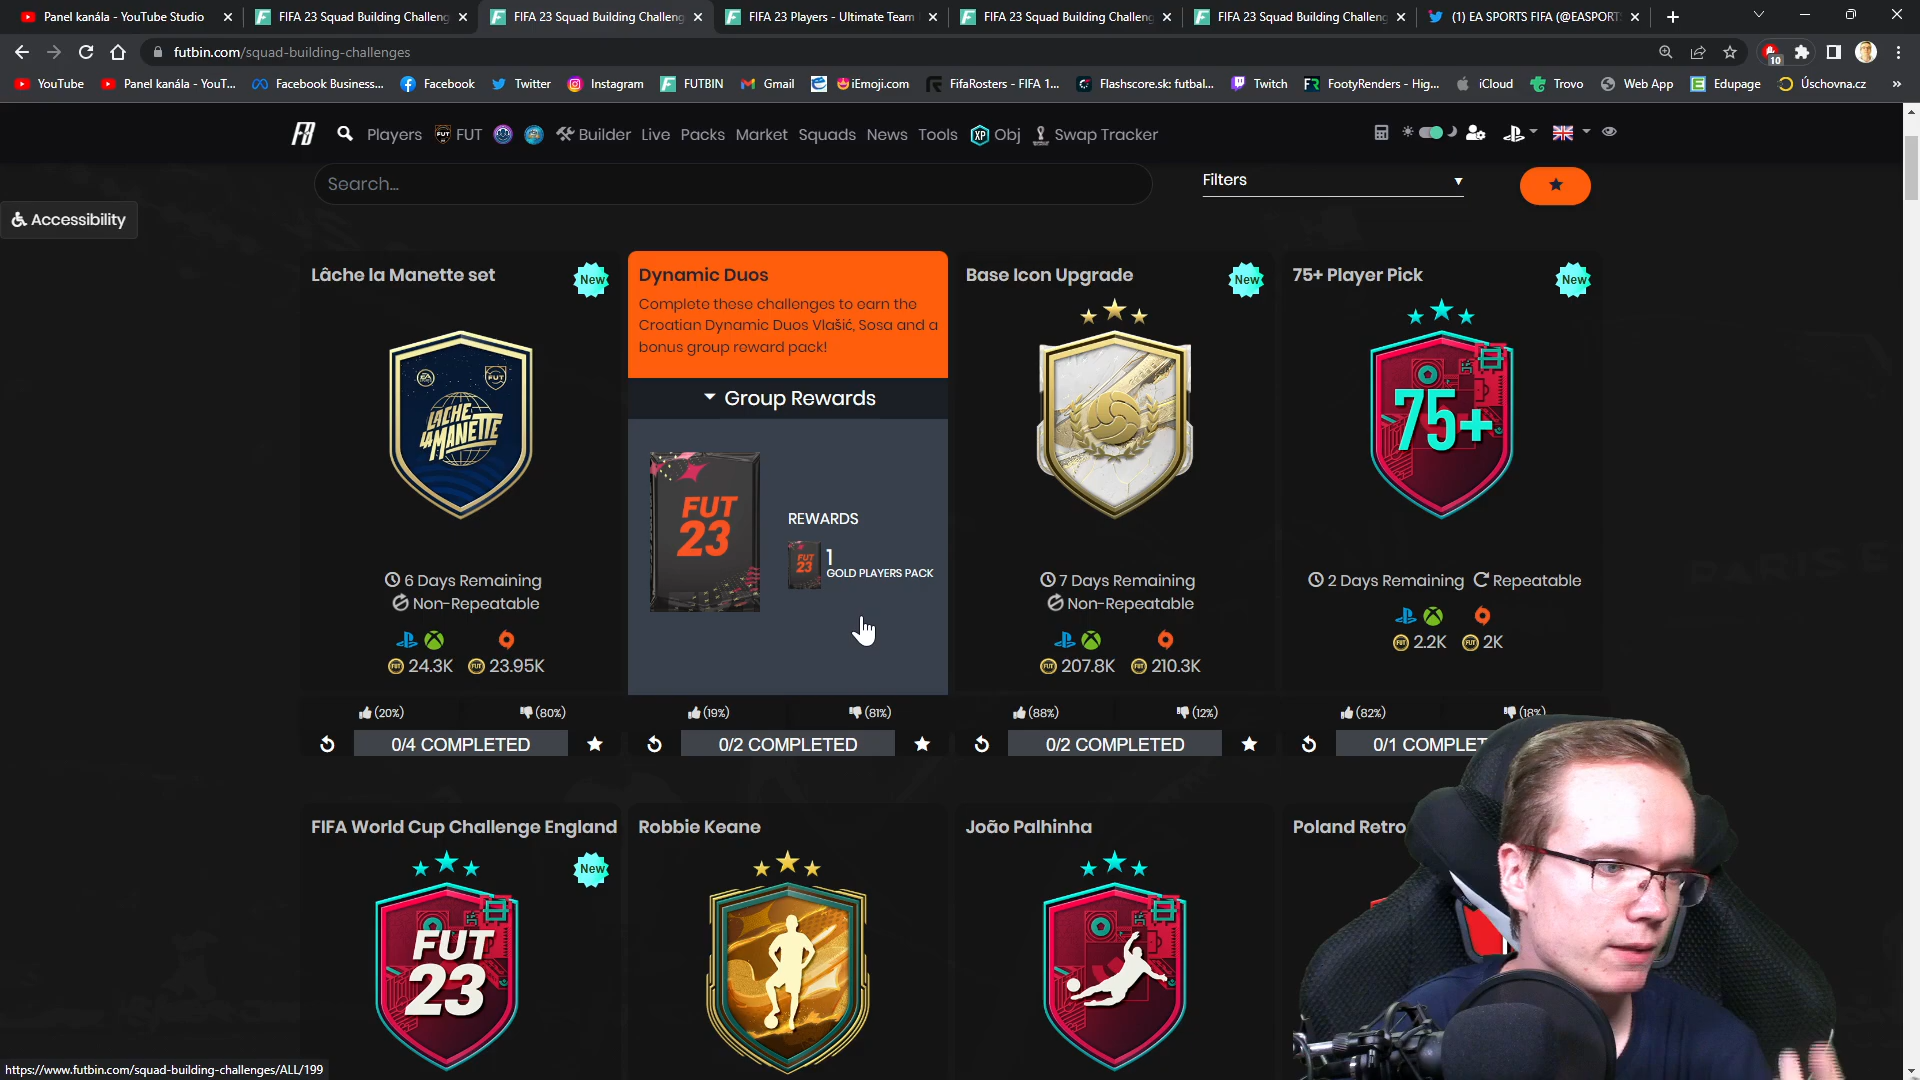 Panel kanála - YouTube Studio
FIFA 23 Squad Building Challeng
FIFA 23 Squad Building Challeng
FIFA 23 Players - Ultimate Team
FIFA 23 Squad Building Challeng
FIFA 23 Squad Building Challeng
(1) EA SPORTS FIFA (@EASPORT
futbin.com/squad-building-challenges
10
YouTube
Panel kanála - YouT...
Facebook Business...
Facebook
Twitter
Instagram
FUTBIN
Gmail
iEmoji.com
FifaRosters - FIFA 1...
Flashscore.sk: futbal...
Twitch
FootyRenders - Hig...
iCloud
Trovo
Web App
Edupage
Úschovna.cz
»
Players FUT Builder Live Packs Market Squads News Tools Obj Swap Tracker
Search...
Filters
Accessibility
Lâche la Manette set
New
EA
FUT
LÂCHE
LA MANETTE
6 Days Remaining
Non-Repeatable
24.3K 23.95K
(20%) (80%)
0/4 COMPLETED
Dynamic Duos
Complete these challenges to earn the
Croatian Dynamic Duos Vlašić, Sosa and a
bonus group reward pack!
Group Rewards
FUT
23
REWARDS
FUT
23
1
GOLD PLAYERS PACK
(19%) (81%)
0/2 COMPLETED
Base Icon Upgrade
New
7 Days Remaining
Non-Repeatable
207.8K 210.3K
(88%) (12%)
0/2 COMPLETED
75+ Player Pick
New
75+
2 Days Remaining Repeatable
2.2K 2K
(82%) (18%)
0/1 COMPLET
FIFA World Cup Challenge England
New
FUT
23
Robbie Keane
João Palhinha
Poland Retro
https://www.futbin.com/squad-building-challenges/ALL/199